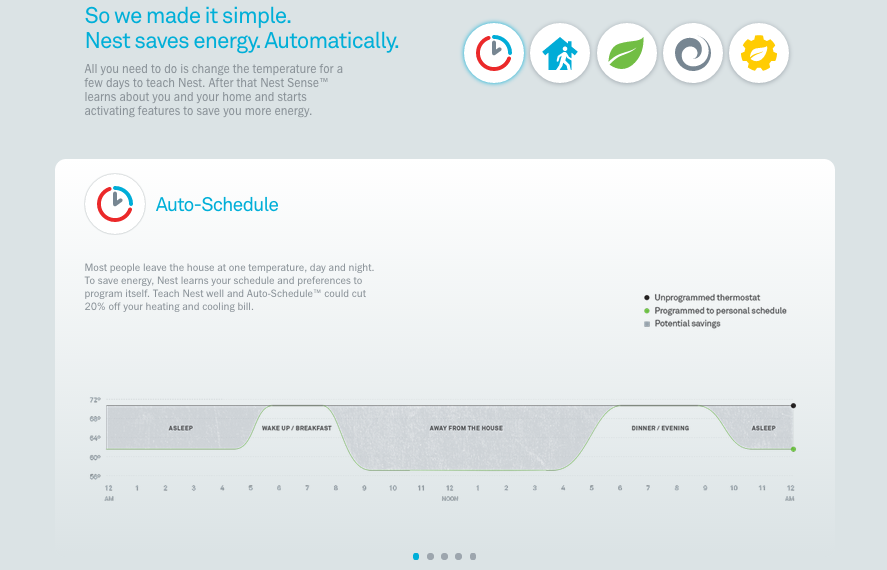 So we made it simple.
Nest saves energy. Automatically.
All you need to do is change the temperature for a
few days to teach Nest. After that Nest Sense™
learns about you and your home and starts
activating features to save you more energy.
Auto-Schedule
Most people leave the house at one temperature, day and night.
To save energy, Nest learns your schedule and preferences to
program itself. Teach Nest well and Auto-Schedule™ could cut
20% off your heating and cooling bill.
Unprogrammed thermostat
Programmed to personal schedule
Potential savings
72°
68°
64°
60°
56°
ASLEEP WAKE UP / BREAKFAST AWAY FROM THE HOUSE DINNER / EVENING ASLEEP
12 1 2 3 4 5 6 7 8 9 10 11 12 1 2 3 4 5 6 7 8 9 10 11 12
AM NOON AM